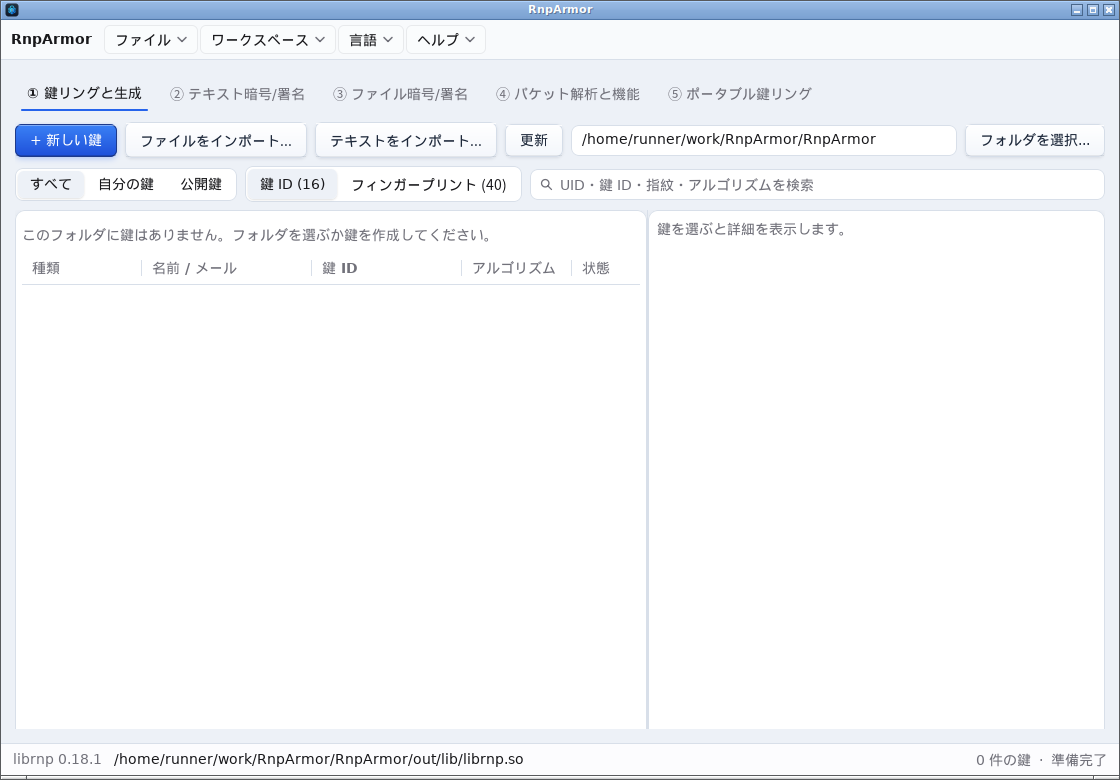 RnpArmor
RnpArmor ファイル ワークスペース 言語 ヘルプ
① 鍵リングと生成 ② テキスト暗号/署名 ③ ファイル暗号/署名 ④ パケット解析と機能 ⑤ ポータブル鍵リング
+ 新しい鍵 ファイルをインポート... テキストをインポート... 更新 /home/runner/work/RnpArmor/RnpArmor フォルダを選択...
すべて 自分の鍵 公開鍵 鍵 ID (16) フィンガープリント (40) UID・鍵 ID・指紋・アルゴリズムを検索
このフォルダに鍵はありません。フォルダを選ぶか鍵を作成してください。
鍵を選ぶと詳細を表示します。
種類 名前 / メール 鍵 ID アルゴリズム 状態
librnp 0.18.1 /home/runner/work/RnpArmor/RnpArmor/out/lib/librnp.so 0 件の鍵 · 準備完了